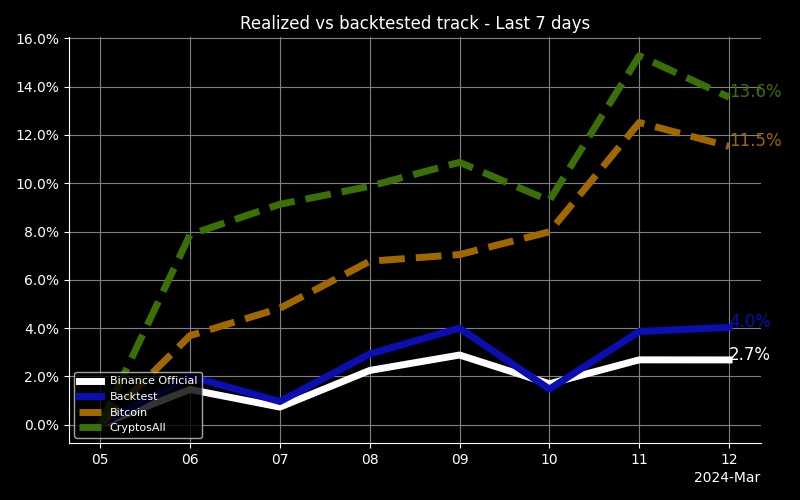 Realized vs backtested track - Last 7 days
16.0%
14.0%
12.0%
10.0%
8.0%
6.0%
4.0%
2.0%
0.0%
13.6%
11.5%
4.0%
2.7%
Binance Official
Backtest
Bitcoin
CryptosAll
05 06 07 08 09 10 11 12
2024-Mar